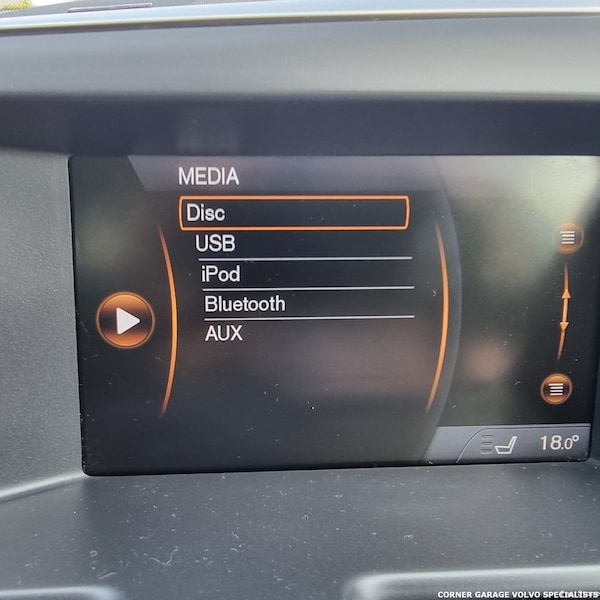 MEDIA
Disc
USB
iPod
Bluetooth
AUX
18.0°
CORNER GARAGE VOLVO SPECIALISTS